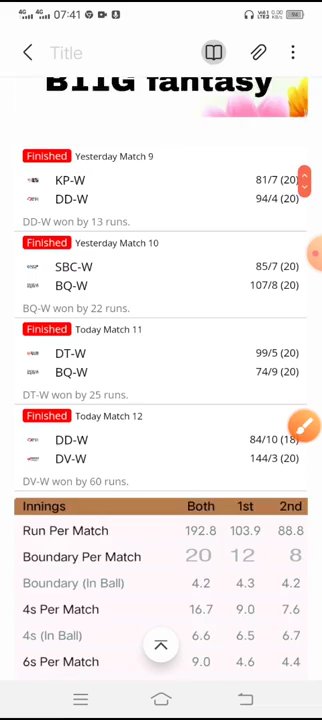 07:41
Title
B11G fantasy
Finished Yesterday Match 9
KP-W 81/7 (20)
DD-W 94/4 (20)
DD-W won by 13 runs.
Finished Yesterday Match 10
SBC-W 85/7 (20)
BQ-W 107/8 (20)
BQ-W won by 22 runs.
Finished Today Match 11
DT-W 99/5 (20)
BQ-W 74/9 (20)
DT-W won by 25 runs.
Finished Today Match 12
DD-W 84/10 (18)
DV-W 144/3 (20)
DV-W won by 60 runs.
Innings Both 1st 2nd
Run Per Match 192.8 103.9 88.8
Boundary Per Match 20 12 8
Boundary (In Ball) 4.2 4.3 4.2
4s Per Match 16.7 9.0 7.6
4s (In Ball) 6.6 6.5 6.7
6s Per Match 9.0 4.6 4.4